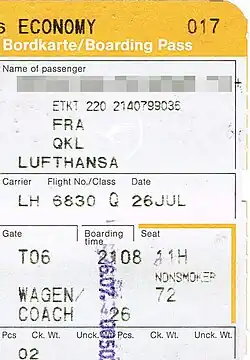 s ECONOMY 017
Bordkarte/Boarding Pass
Name of passenger
ETKT 220 2140799036
FRA
QKL
LUFTHANSA
Carrier Flight No./Class Date
LH 6830 Q 26JUL
Gate Boarding time Seat
T06 2108 41H
NONSMOKER
WAGEN/ 72
COACH 26
Pcs Ck. Wt. Unck. Wt. Pcs. Ck. Wt. Unck. Wt.
02